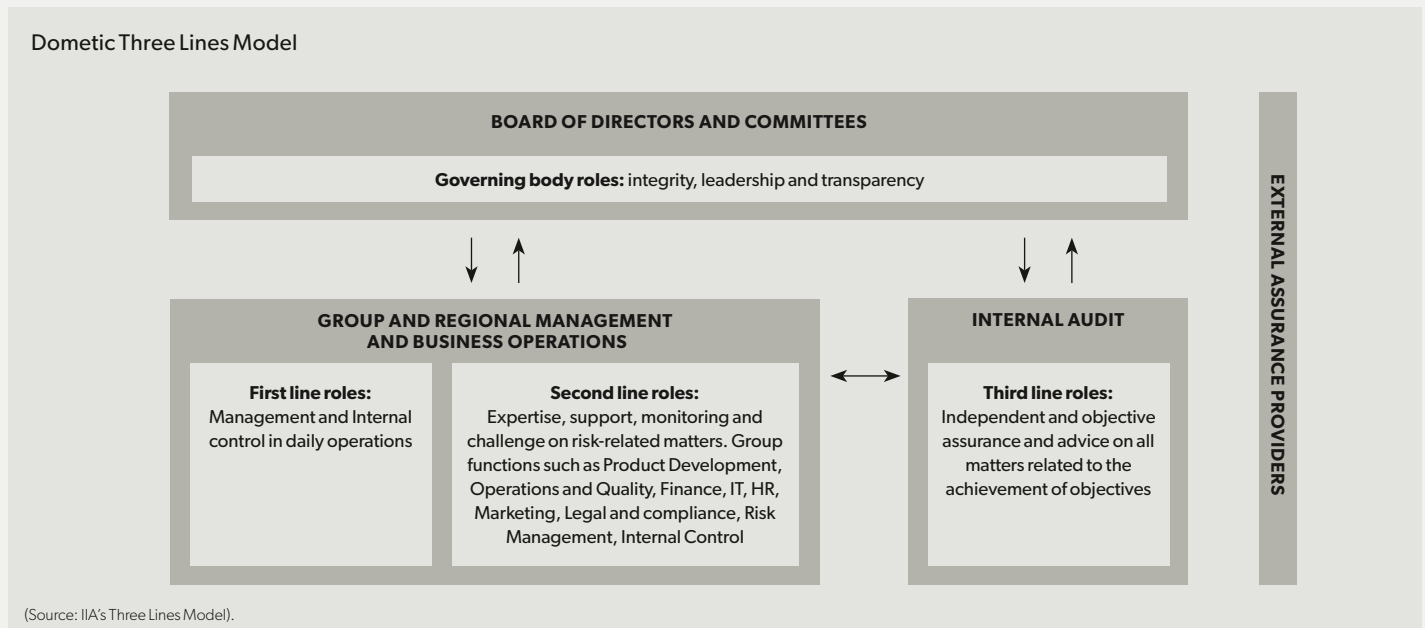 Dometic Three Lines Model
BOARD OF DIRECTORS AND COMMITTEES
Governing body roles: integrity, leadership and transparency
GROUP AND REGIONAL MANAGEMENT
AND BUSINESS OPERATIONS
First line roles:
Management and Internal
control in daily operations
Second line roles:
Expertise, support, monitoring and
challenge on risk-related matters. Group
functions such as Product Development,
Operations and Quality, Finance, IT, HR,
Marketing, Legal and compliance, Risk
Management, Internal Control
INTERNAL AUDIT
Third line roles:
Independent and objective
assurance and advice on all
matters related to the
achievement of objectives
EXTERNAL ASSURANCE PROVIDERS
(Source: IIA’s Three Lines Model).